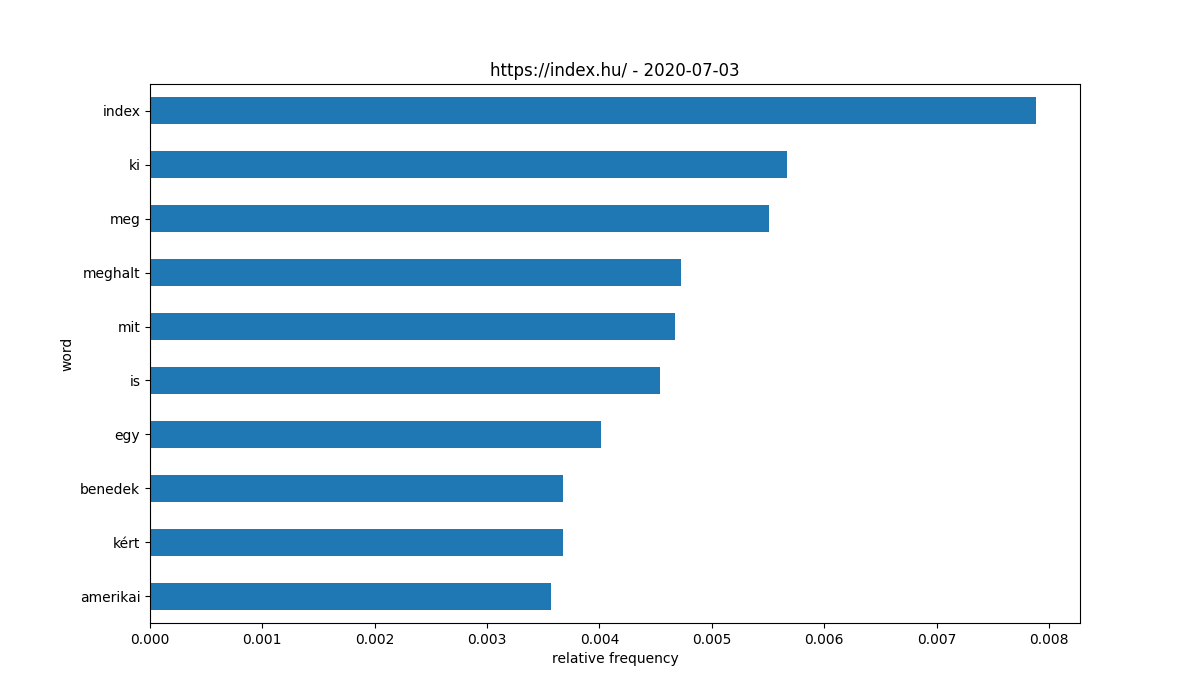 https://index.hu/ - 2020-07-03
index
ki
meg
meghalt
mit
is
egy
benedek
kért
amerikai
word
0.000 0.001 0.002 0.003 0.004 0.005 0.006 0.007 0.008
relative frequency